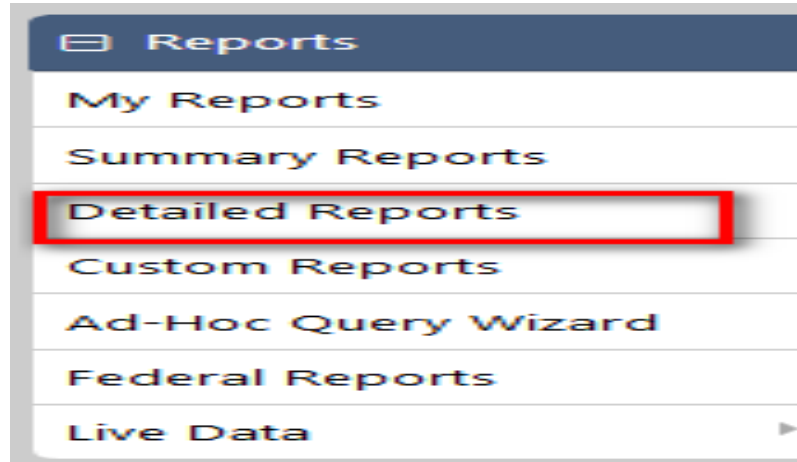 Reports
My Reports
Summary Reports
Detailed Reports
Custom Reports
Ad-Hoc Query Wizard
Federal Reports
Live Data